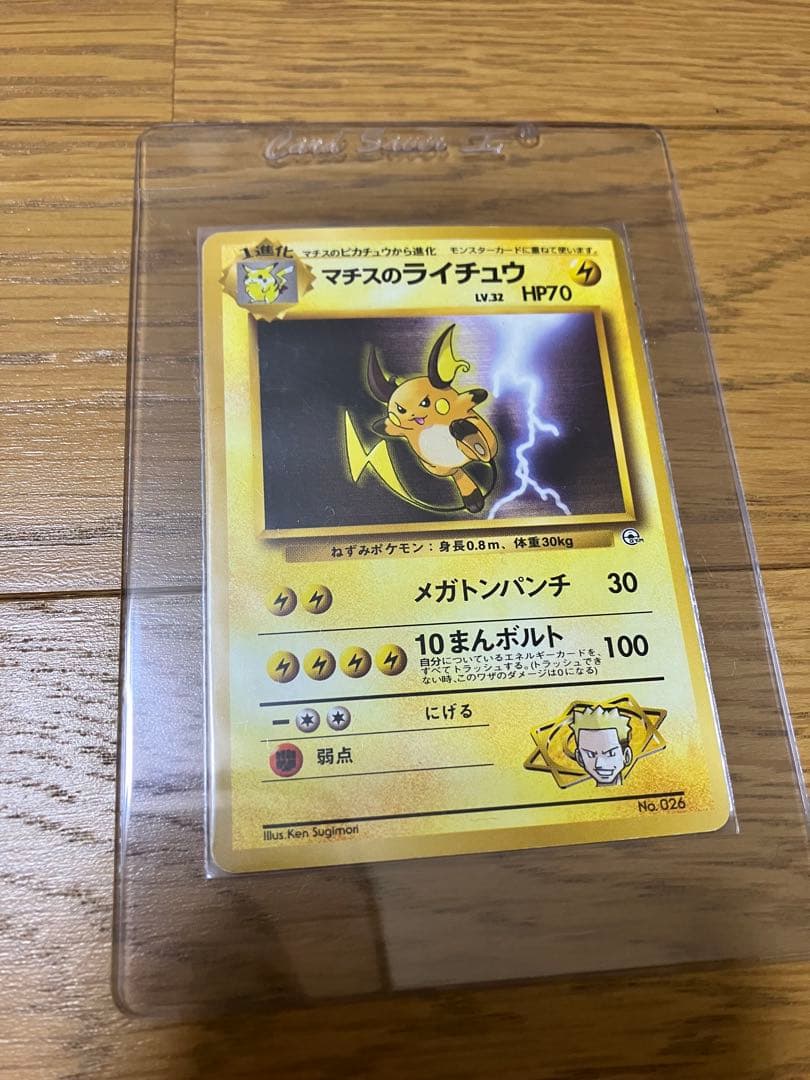 Card Saver I
1進化 マチスのピカチュウから進化 モンスターカードに重ねて使います。
マチスのライチュウ
LV.32 HP70
ねずみポケモン：身長0.8m、体重30kg
メガトンパンチ 30
10まんボルト 100
自分についているエネルギーカードを、
すべてトラッシュする。(トラッシュでき
ない時、このワザのダメージは0になる)
にげる
弱点
No. 026
Illus. Ken Sugimori